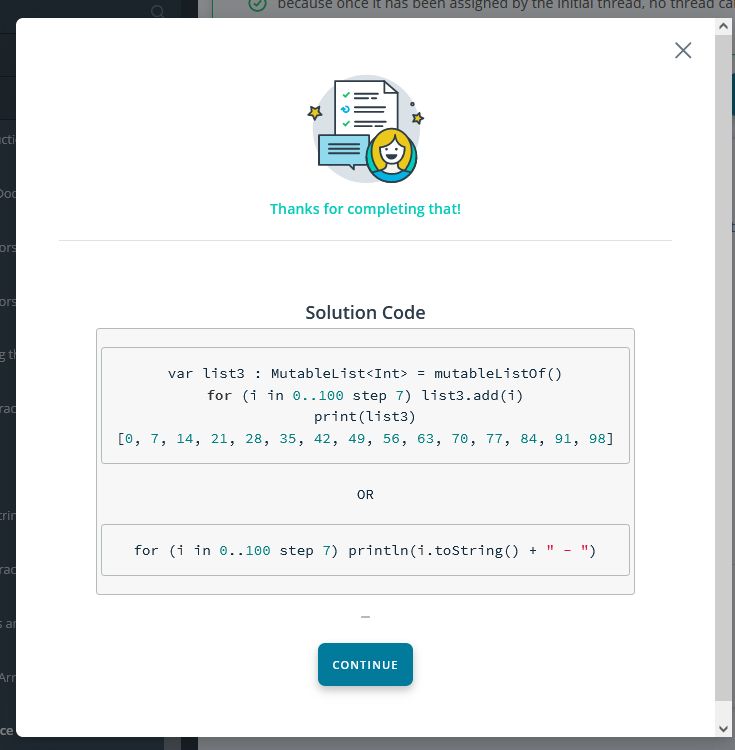 because once it has been assigned by the initial thread, no thread ca
Thanks for completing that!
Solution Code
var list3 : MutableList<Int> = mutableListOf()
for (i in 0..100 step 7) list3.add(i)
print(list3)
[0, 7, 14, 21, 28, 35, 42, 49, 56, 63, 70, 77, 84, 91, 98]
OR
for (i in 0..100 step 7) println(i.toString() + " - ")
_
CONTINUE